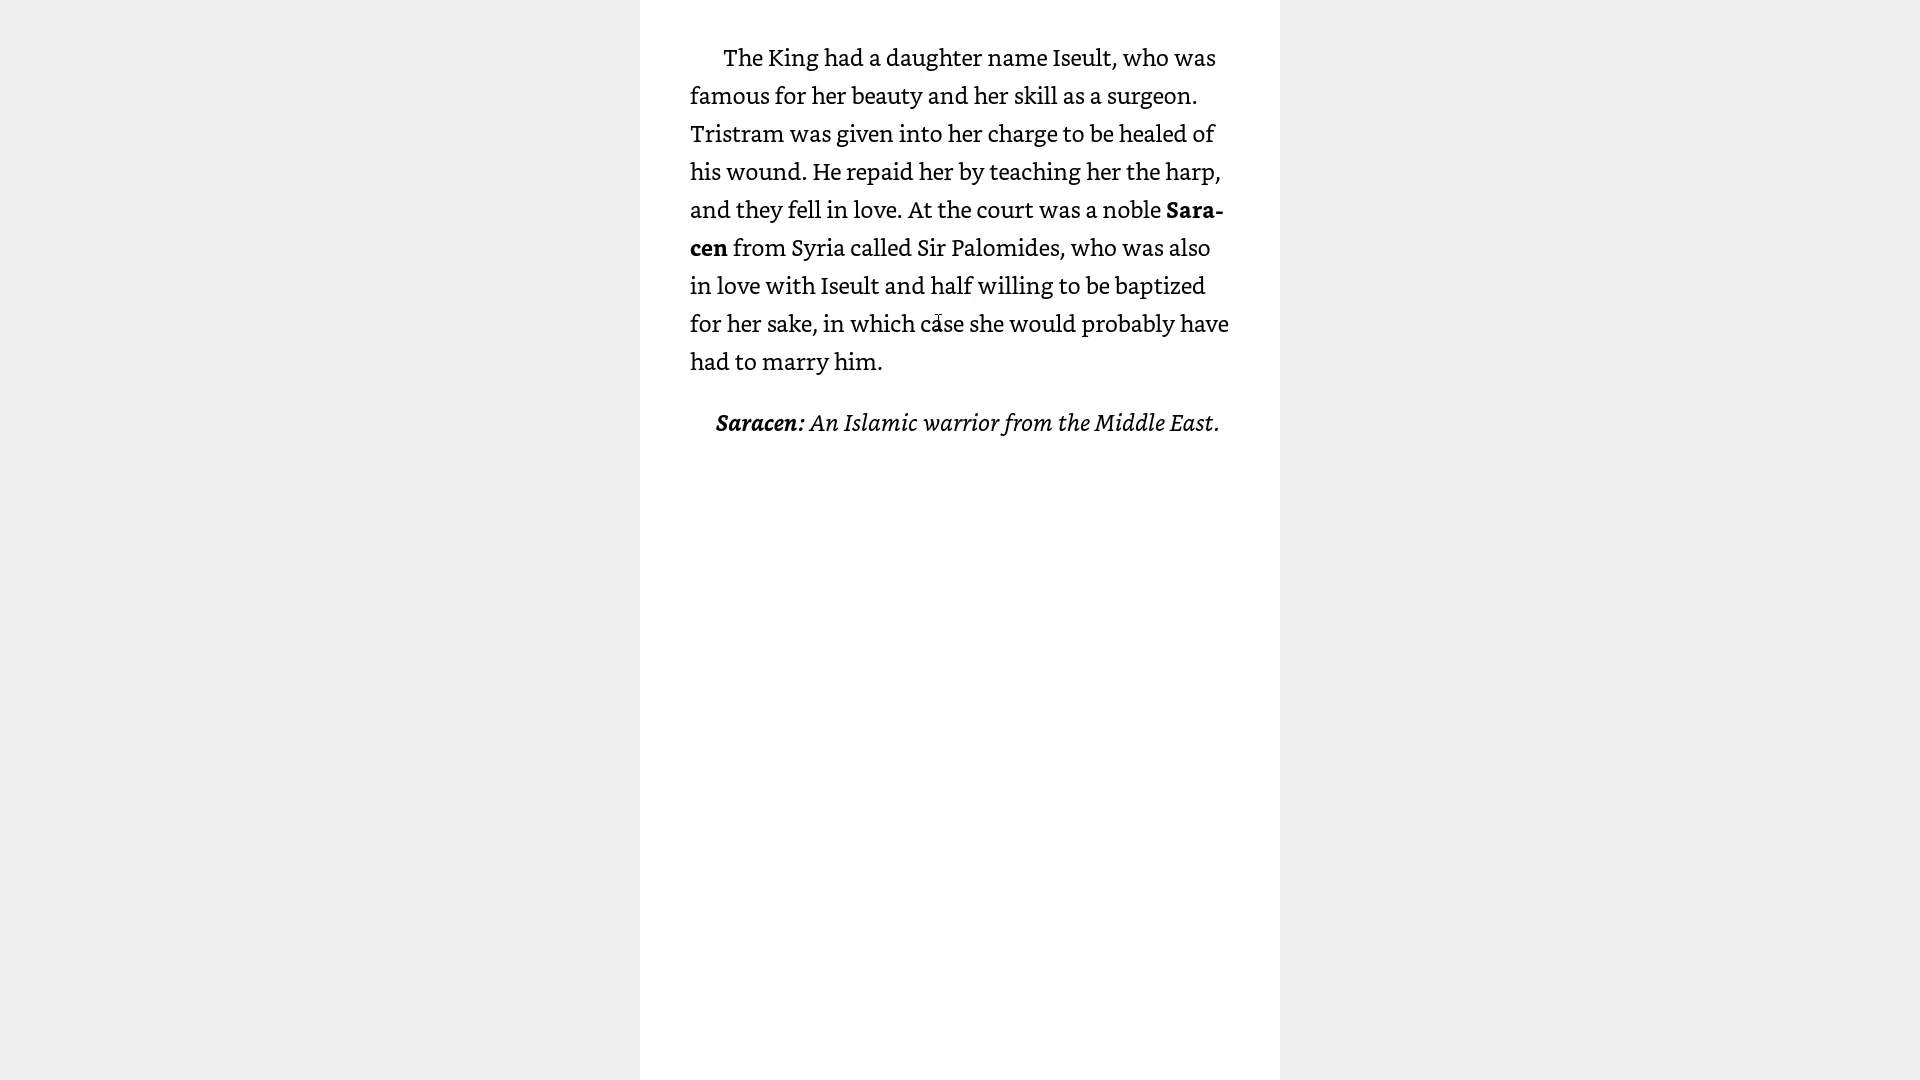 The King had a daughter name Iseult, who was
famous for her beauty and her skill as a surgeon.
Tristram was given into her charge to be healed of
his wound. He repaid her by teaching her the harp,
and they fell in love. At the court was a noble Sara-
cen from Syria called Sir Palomides, who was also
in love with Iseult and half willing to be baptized
for her sake, in which case she would probably have
had to marry him.
Saracen: An Islamic warrior from the Middle East.